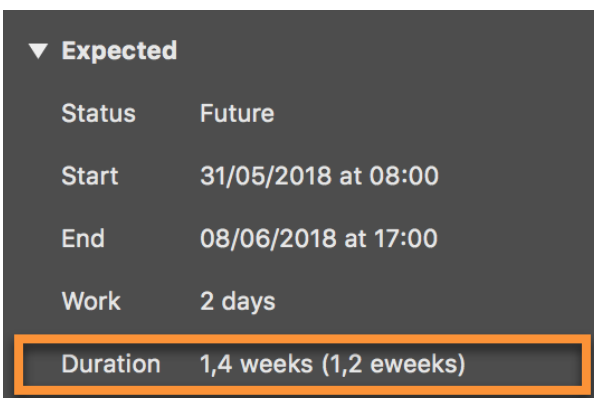 Expected
Status Future
Start 31/05/2018 at 08:00
End 08/06/2018 at 17:00
Work 2 days
Duration 1,4 weeks (1,2 eweeks)